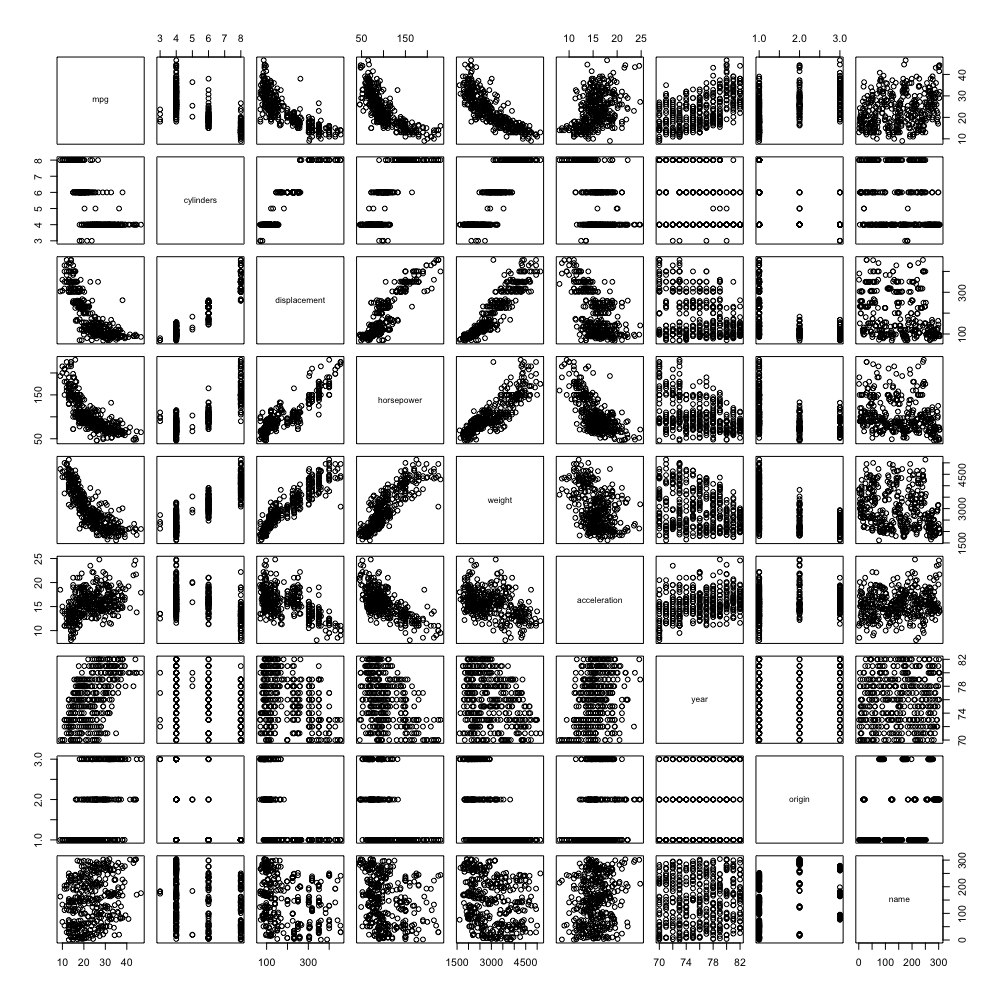 3 4 5 6 7 8
50 150
10 15 20 25
1.0 2.0 3.0
mpg
10 20 30 40
3 4 5 6 7 8
cylinders
displacement
100 300
50 150
horsepower
weight
1500 3000 4500
10 15 20 25
acceleration
year
70 74 78 82
1.0 2.0 3.0
origin
name
0 100 200 300
10 20 30 40
100 300
1500 3000 4500
70 74 78 82
0 100 200 300